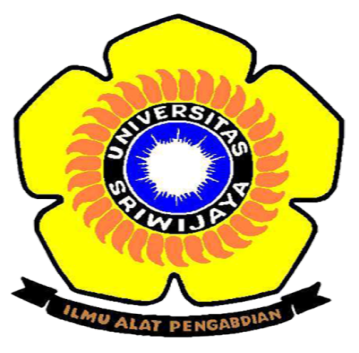 UNIVERSITAS
SRIWIJAYA
ILMU ALAT PENGABDIAN